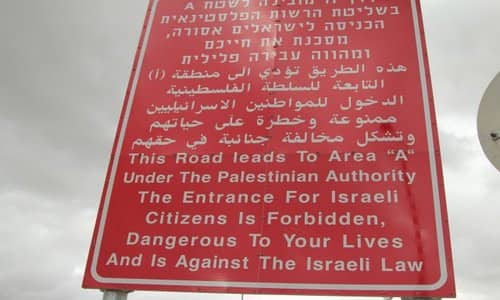 לשטח A
בשליטת הרשות הפלסטינאית
הכניסה לישראלים אסורה,
מסכנת את חייכם
ומהווה עבירה פלילית
هذه الطريق تؤدي الى منطقة (أ)
التابعة للسلطة الفلسطينية
الدخول للمواطنين الاسرائيليين
ممنوعة وخطرة على حياتهم
وتشكل مخالفة جنائية في حقهم
This Road leads To Area "A"
Under The Palestinian Authority
The Entrance For Israeli
Citizens Is Forbidden,
Dangerous To Your Lives
And Is Against The Israeli Law